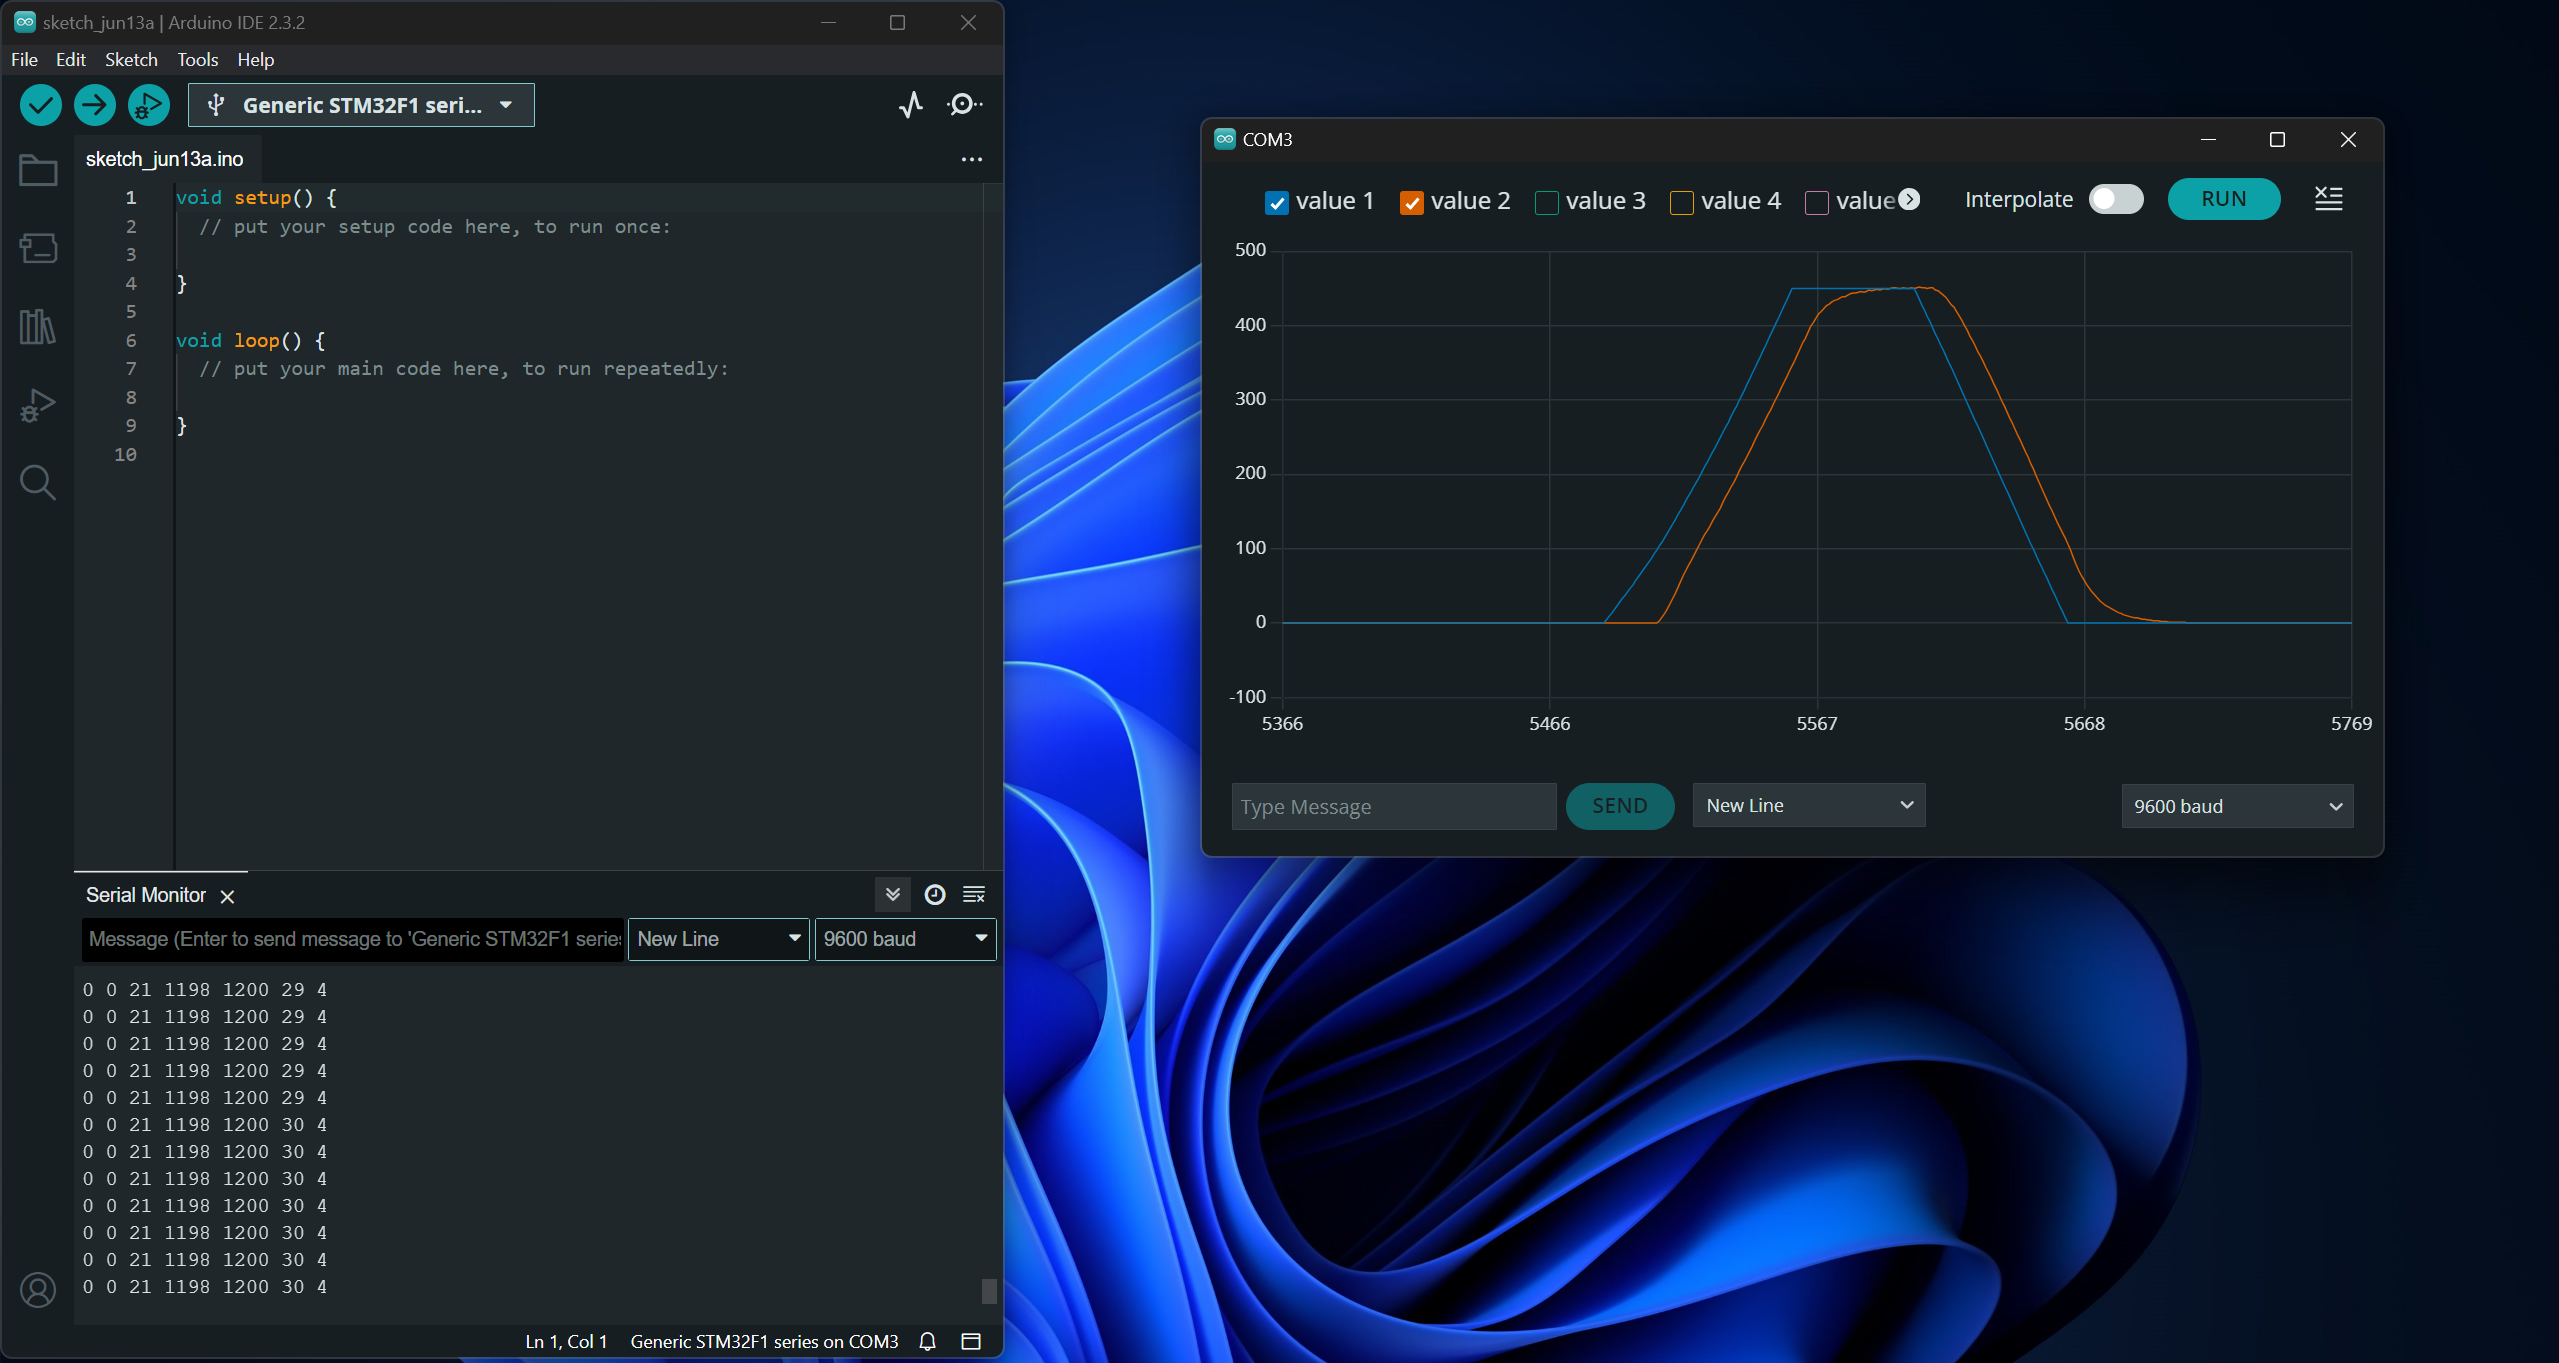 sketch_jun13a | Arduino IDE 2.3.2
File Edit Sketch Tools Help
Generic STM32F1 seri...
sketch_jun13a.ino
1 void setup() {
2 // put your setup code here, to run once:
3
4 }
5
6 void loop() {
7 // put your main code here, to run repeatedly:
8
9 }
10
Serial Monitor
Message (Enter to send message to 'Generic STM32F1 series
New Line
9600 baud
0 0 21 1198 1200 29 4
0 0 21 1198 1200 29 4
0 0 21 1198 1200 29 4
0 0 21 1198 1200 29 4
0 0 21 1198 1200 29 4
0 0 21 1198 1200 30 4
0 0 21 1198 1200 30 4
0 0 21 1198 1200 30 4
0 0 21 1198 1200 30 4
0 0 21 1198 1200 30 4
0 0 21 1198 1200 30 4
0 0 21 1198 1200 30 4
Ln 1, Col 1 Generic STM32F1 series on COM3
COM3
value 1 value 2 value 3 value 4 value
Interpolate
RUN
500
400
300
200
100
0
-100
5366 5466 5567 5668 5769
Type Message
SEND
New Line
9600 baud